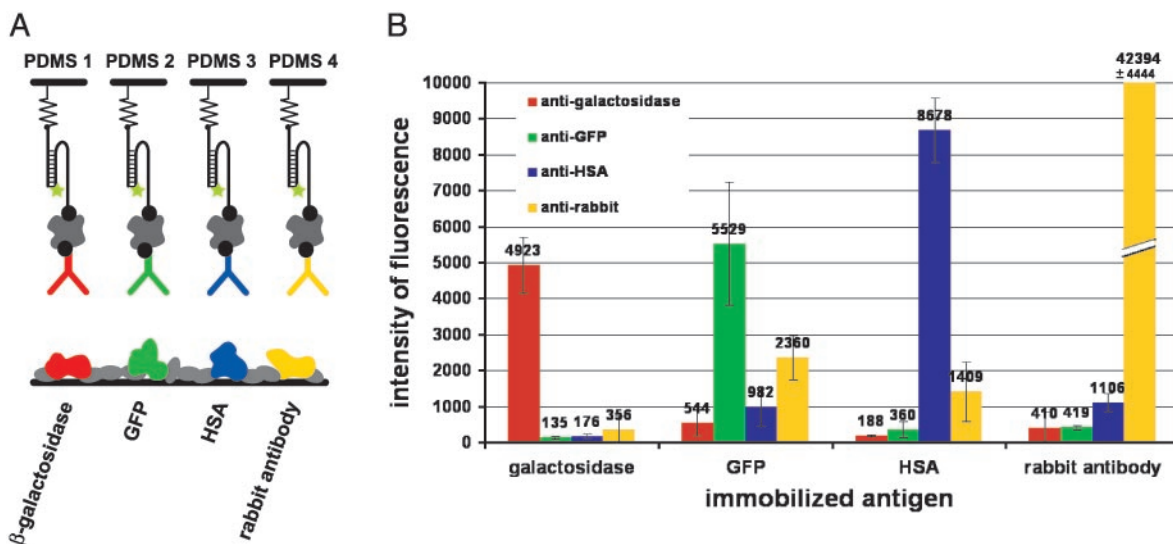 A
PDMS 1 PDMS 2 PDMS 3 PDMS 4
β-galactosidase
GFP
HSA
rabbit antibody
B
intensity of fluorescence
10000
9000
8000
7000
6000
5000
4000
3000
2000
1000
0
anti-galactosidase
anti-GFP
anti-HSA
anti-rabbit
4923
135
176
356
544
5529
982
2360
188
360
8678
1409
410
419
1106
42394
± 4444
galactosidase GFP HSA rabbit antibody
immobilized antigen